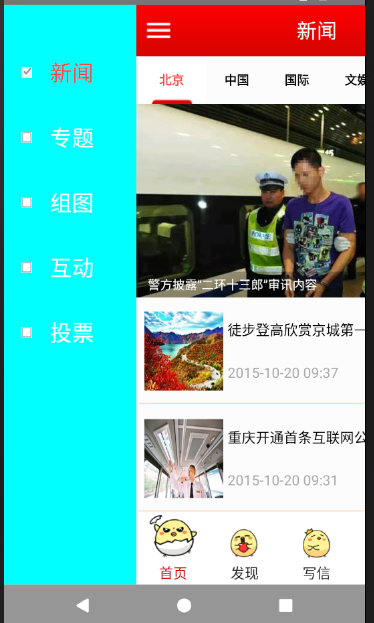 新闻
专题
组图
互动
投票
新闻
北京
中国
国际
文娱
警方披露"二环十三郎"审讯内容
徒步登高欣赏京城第一
2015-10-20 09:37
重庆开通首条互联网公
2015-10-20 09:31
首页
发现
写信